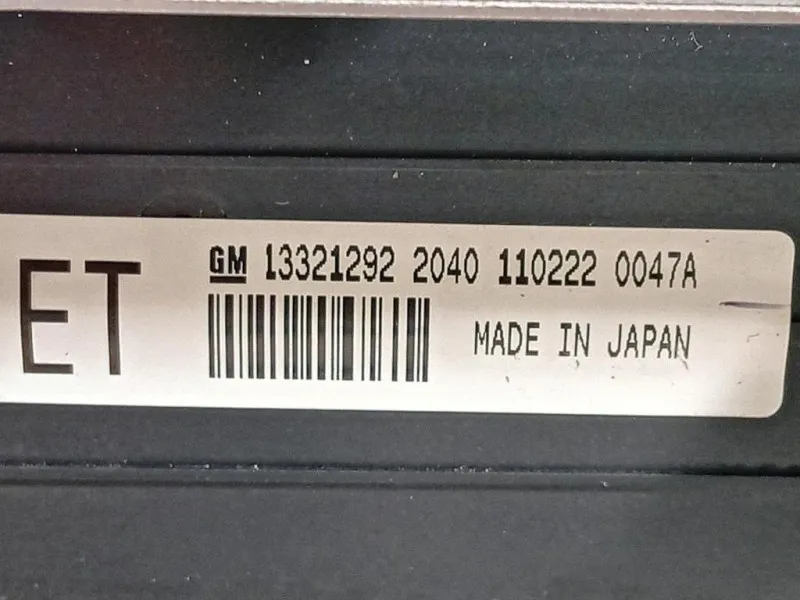 ET
GM 13321292 2040 110222 0047A
MADE IN JAPAN